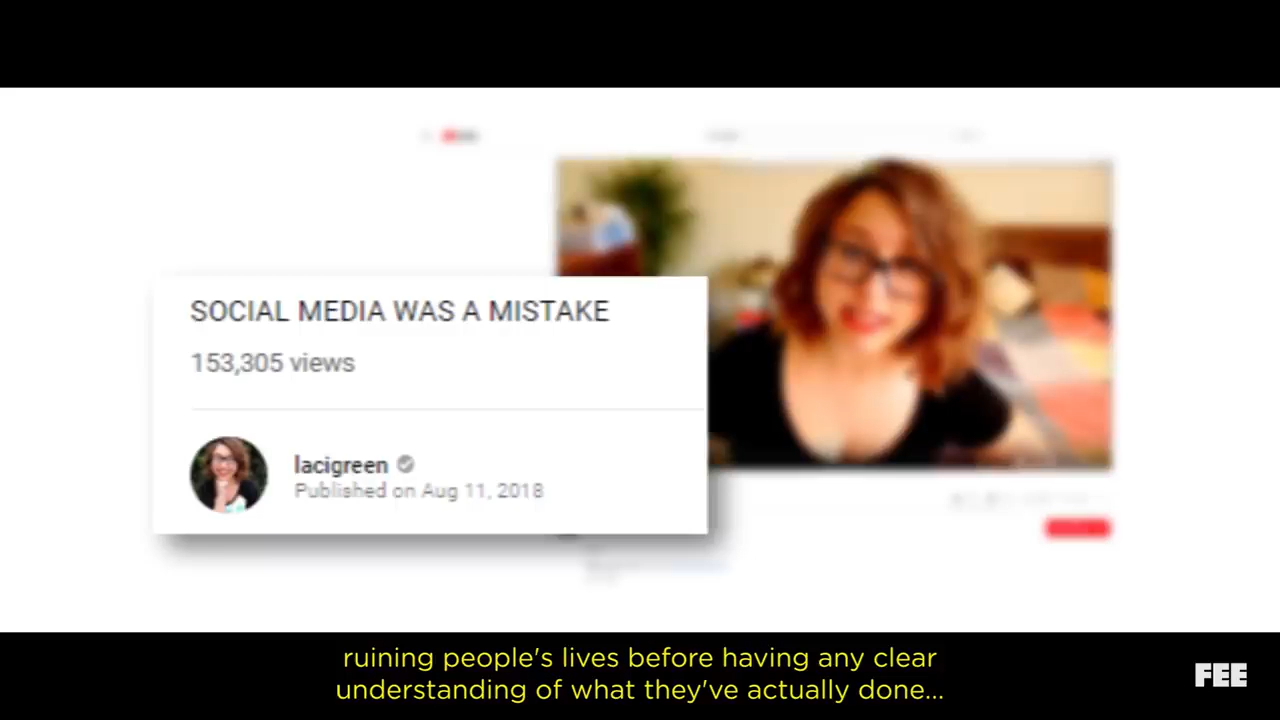 SOCIAL MEDIA WAS A MISTAKE
153,305 views
lacigreen
Published on Aug 11, 2018
ruining people's lives before having any clear
understanding of what they've actually done...
FEE